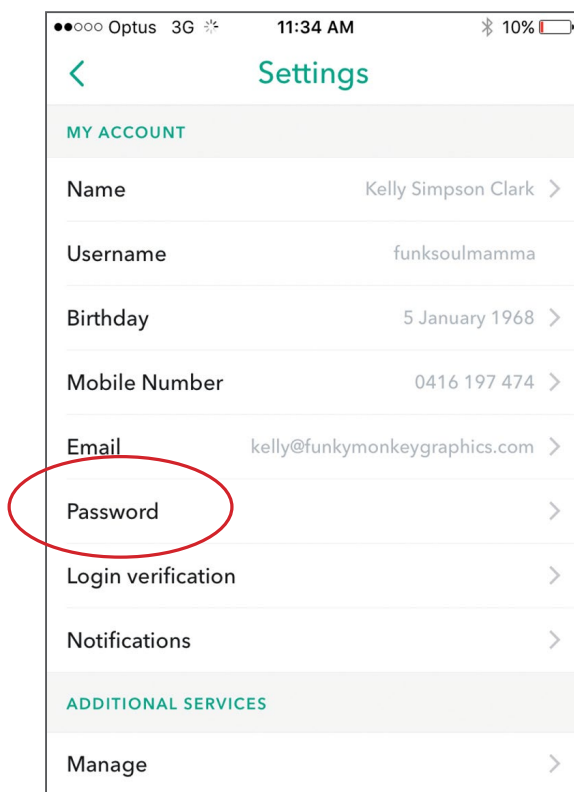 Optus 3G 11:34 AM 10%
Settings
MY ACCOUNT
Name Kelly Simpson Clark
Username funksoulmamma
Birthday 5 January 1968
Mobile Number 0416 197 474
Email kelly@funkymonkeygraphics.com
Password
Login verification
Notifications
ADDITIONAL SERVICES
Manage